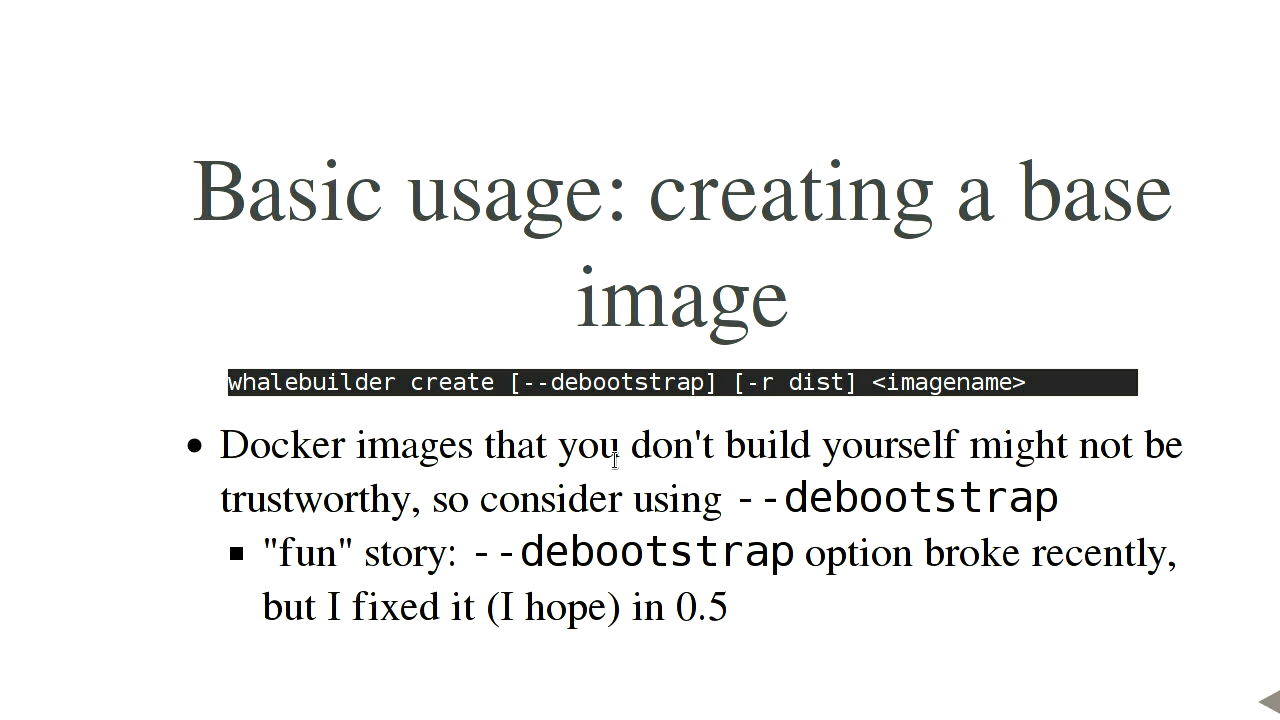 Basic usage: creating a base
image
whalebuilder create [--debootstrap] [-r dist] <imagename>
Docker images that you don't build yourself might not be
trustworthy, so consider using --debootstrap
"fun" story: --debootstrap option broke recently,
but I fixed it (I hope) in 0.5